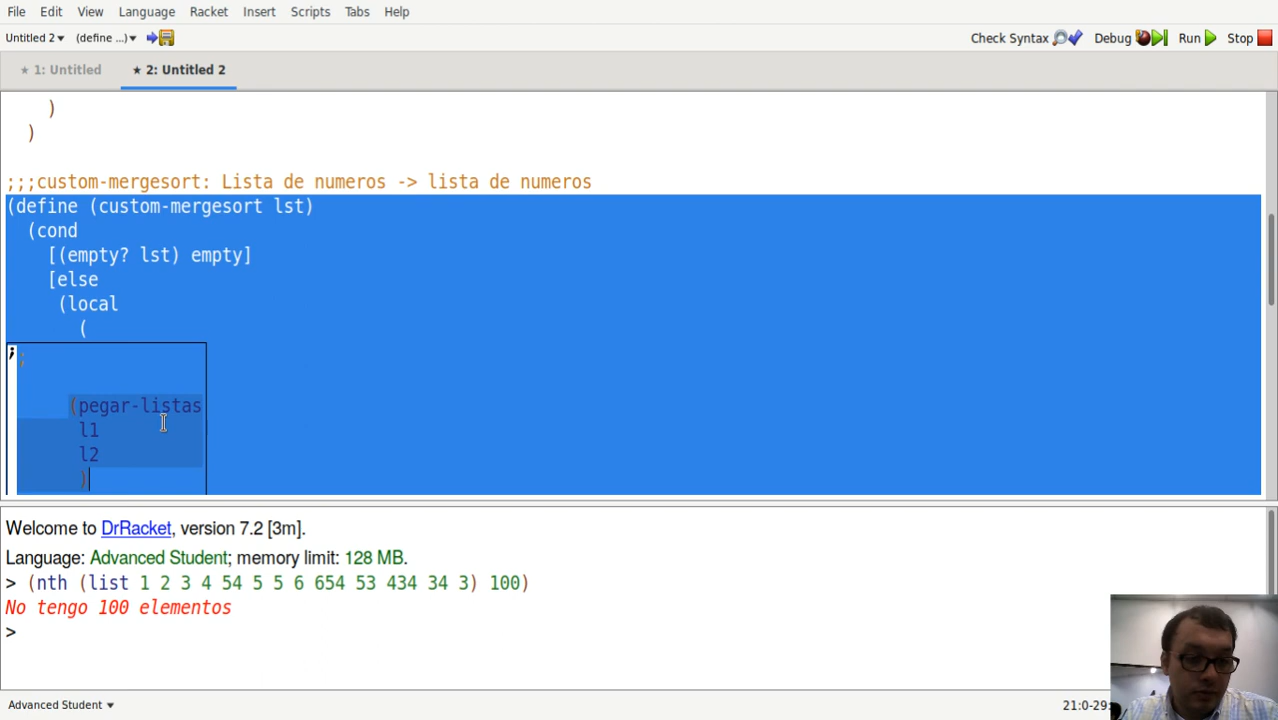 File Edit View Language Racket Insert Scripts Tabs Help
Untitled 2▾ (define ...)▾ Check Syntax Debug Run Stop
★ 1: Untitled ★ 2: Untitled 2
)
)
;;;custom-mergesort: Lista de numeros -> lista de numeros
(define (custom-mergesort lst)
(cond
[(empty? lst) empty]
[else
(local
(
;;
(pegar-listas
l1
l2
)
Welcome to DrRacket, version 7.2 [3m].
Language: Advanced Student; memory limit: 128 MB.
> (nth (list 1 2 3 4 54 5 5 6 654 53 434 34 3) 100)
No tengo 100 elementos
>
Advanced Student ▾ 21:0-29: